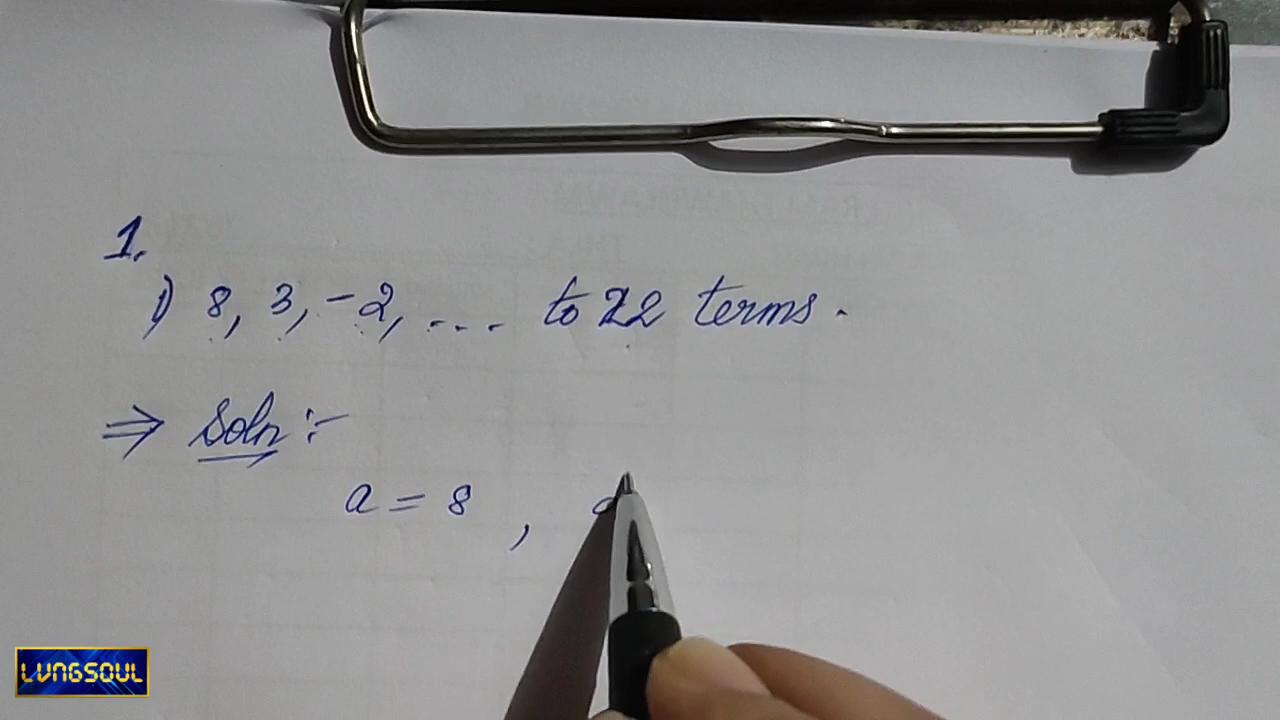 1.
i) 8, 3, -2, ... to 22 terms.
⇒ Soln :-
a = 8 ,
LUNGSOUL